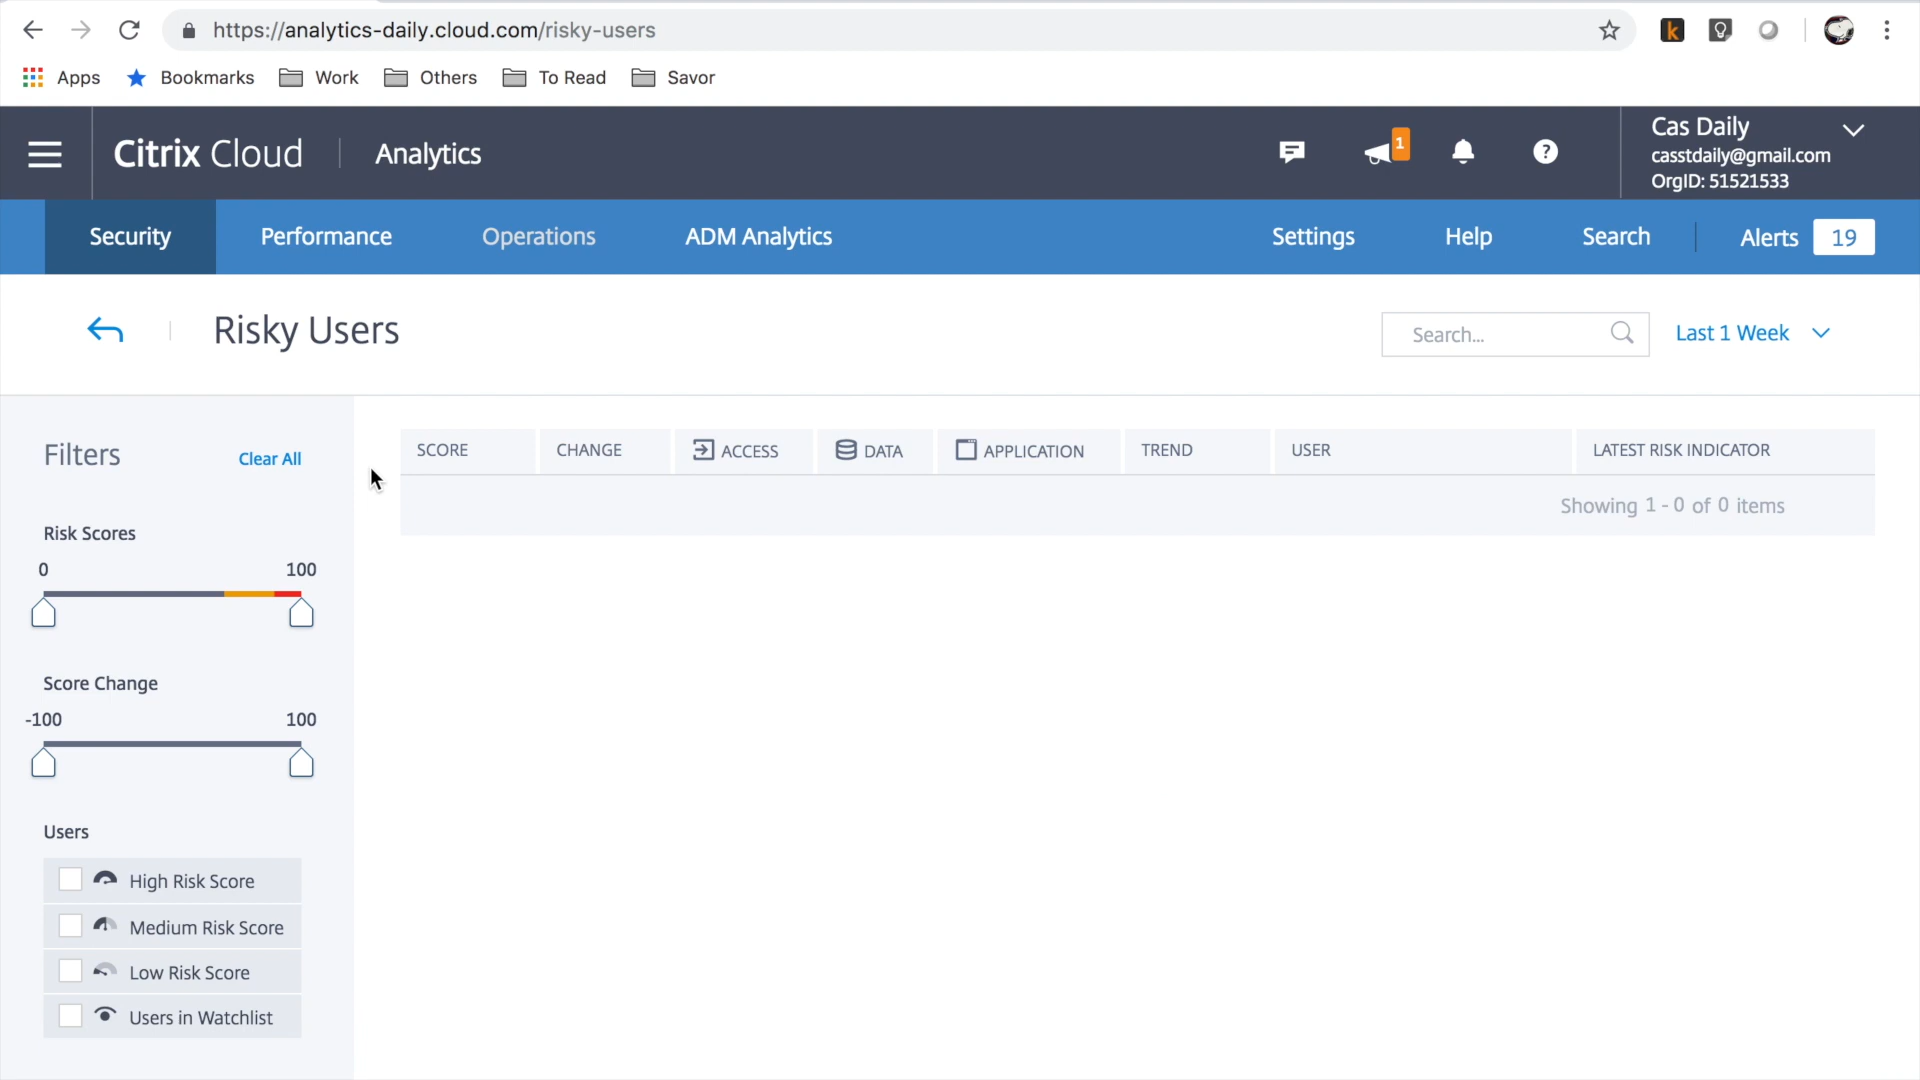 https://analytics-daily.cloud.com/risky-users
Apps Bookmarks Work Others To Read Savor
Citrix Cloud Analytics 1 Cas Daily
casstdaily@gmail.com
OrgID: 51521533
Security Performance Operations ADM Analytics Settings Help Search Alerts 19
Risky Users Search... Last 1 Week
Filters Clear All
SCORE CHANGE ACCESS DATA APPLICATION TREND USER LATEST RISK INDICATOR
Showing 1 - 0 of 0 items
Risk Scores
0 100
Score Change
-100 100
Users
High Risk Score
Medium Risk Score
Low Risk Score
Users in Watchlist